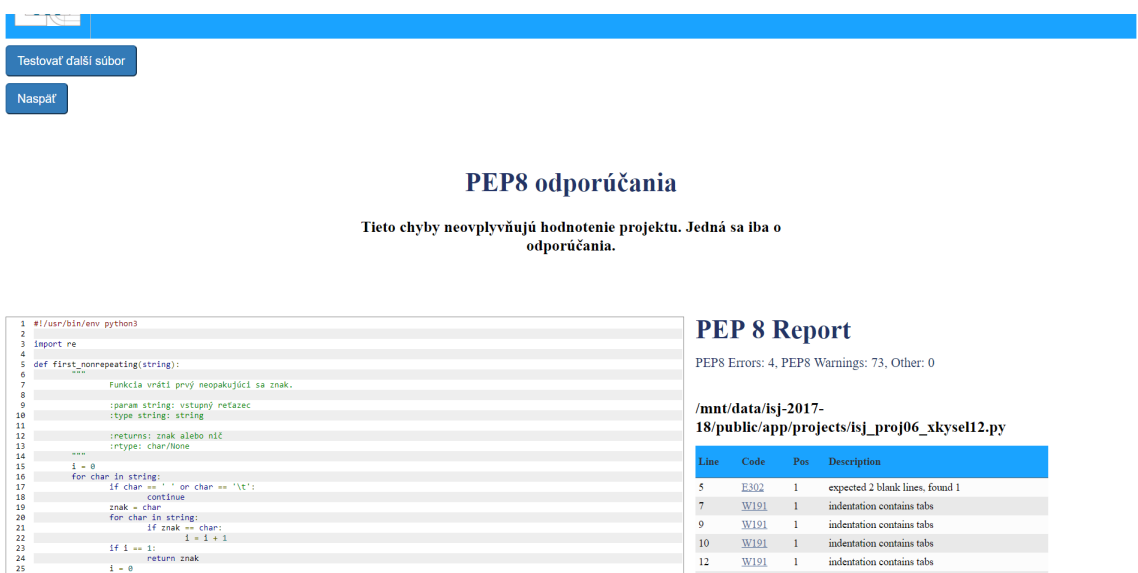 Testovať ďalší súbor
Naspäť
PEP8 odporúčania
Tieto chyby neovplyvňujú hodnotenie projektu. Jedná sa iba o
odporúčania.
1 #!/usr/bin/env python3
2
3 import re
4
5 def first_nonrepeating(string):
6 """
7 Funkcia vráti prvý neopakujúci sa znak.
8
9 :param string: vstupný reťazec
10 :type string: string
11
12 :returns: znak alebo nič
13 :rtype: char/None
14 """
15 i = 0
16 for char in string:
17 if char == ' ' or char == '\t':
18 continue
19 znak = char
20 for char in string:
21 if znak == char:
22 i = i + 1
23 if i == 1:
24 return znak
25 i = 0
PEP 8 Report
PEP8 Errors: 4, PEP8 Warnings: 73, Other: 0
/mnt/data/isj-2017-
18/public/app/projects/isj_proj06_xkysel12.py
Line Code Pos Description
5 E302 1 expected 2 blank lines, found 1
7 W191 1 indentation contains tabs
9 W191 1 indentation contains tabs
10 W191 1 indentation contains tabs
12 W191 1 indentation contains tabs